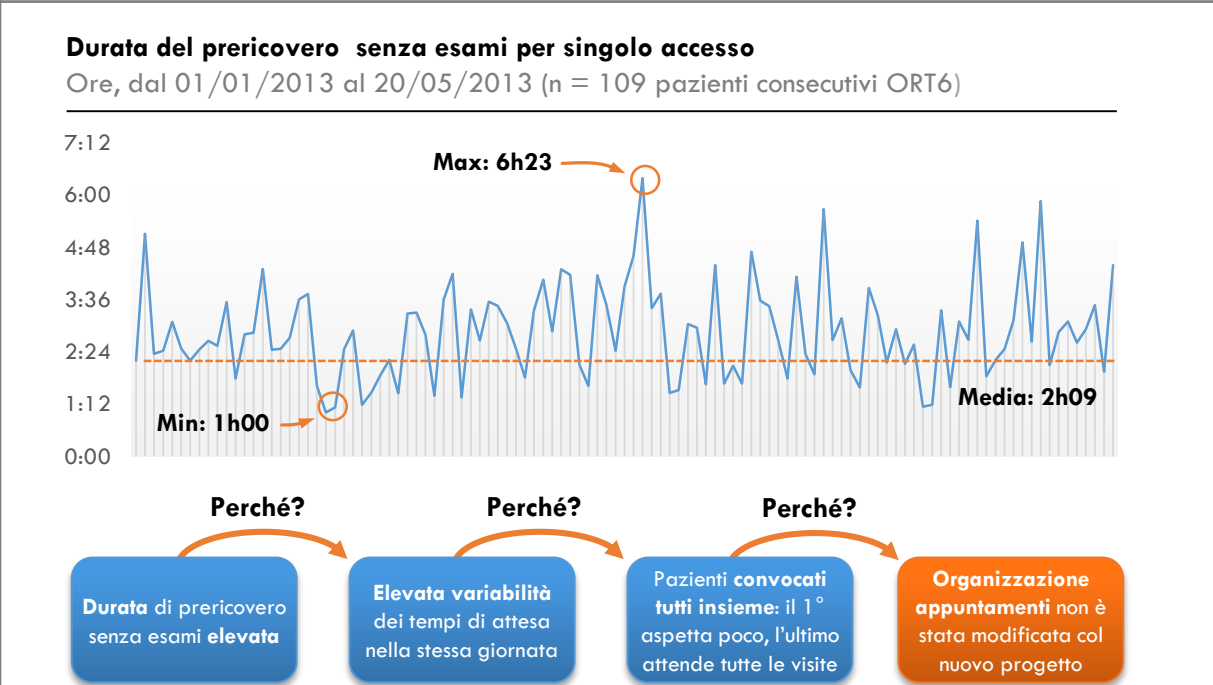 Durata del prericovero senza esami per singolo accesso
Ore, dal 01/01/2013 al 20/05/2013 (n = 109 pazienti consecutivi ORT6)
7:12
6:00
4:48
3:36
2:24
1:12
0:00
Max: 6h23
Min: 1h00
Media: 2h09
Perché?
Perché?
Perché?
Durata di prericovero
senza esami elevata
Elevata variabilità
dei tempi di attesa
nella stessa giornata
Pazienti convocati
tutti insieme: il 1°
aspetta poco, l'ultimo
attende tutte le visite
Organizzazione
appuntamenti non è
stata modificata col
nuovo progetto